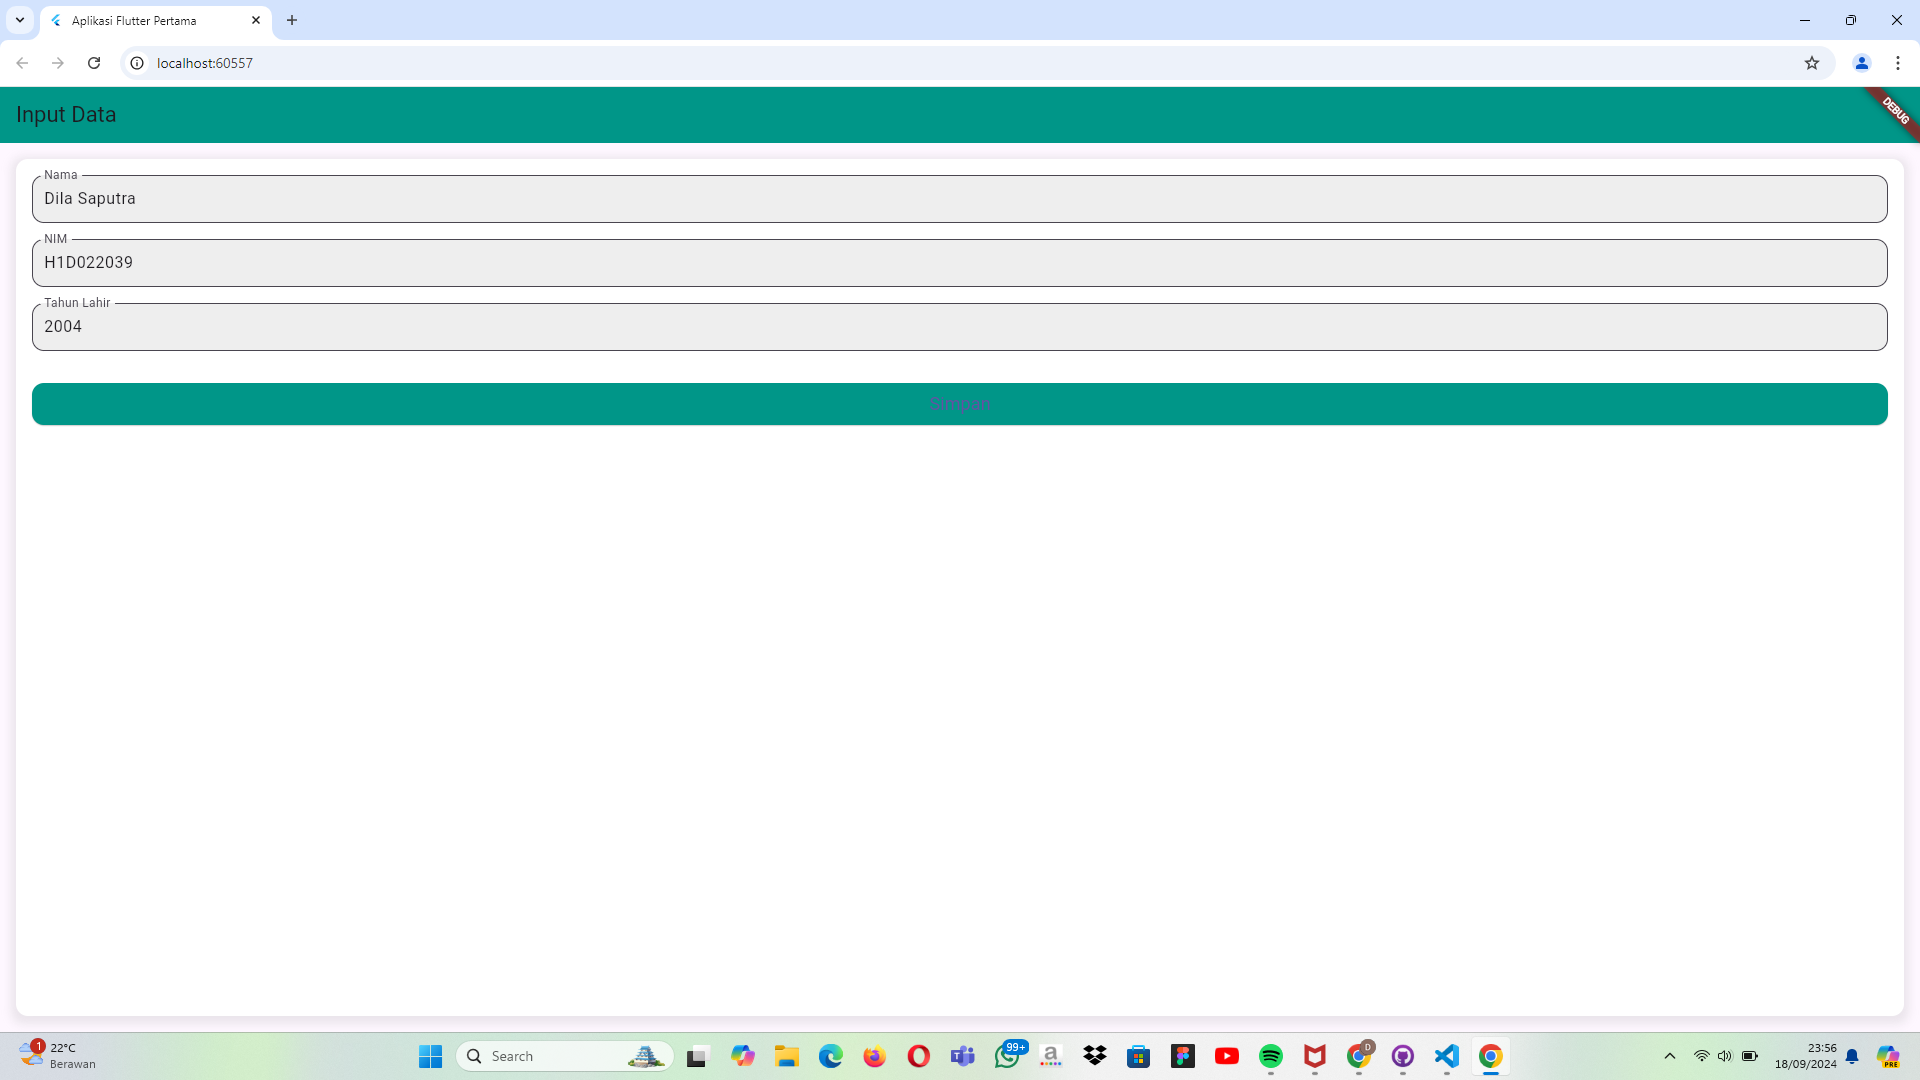 Aplikasi Flutter Pertama
localhost:60557
Input Data
DEBUG
Nama
Dila Saputra
NIM
H1D022039
Tahun Lahir
2004
Simpan
1
22°C
Berawan
Search
99+
a
D
23:56
18/09/2024
PRE